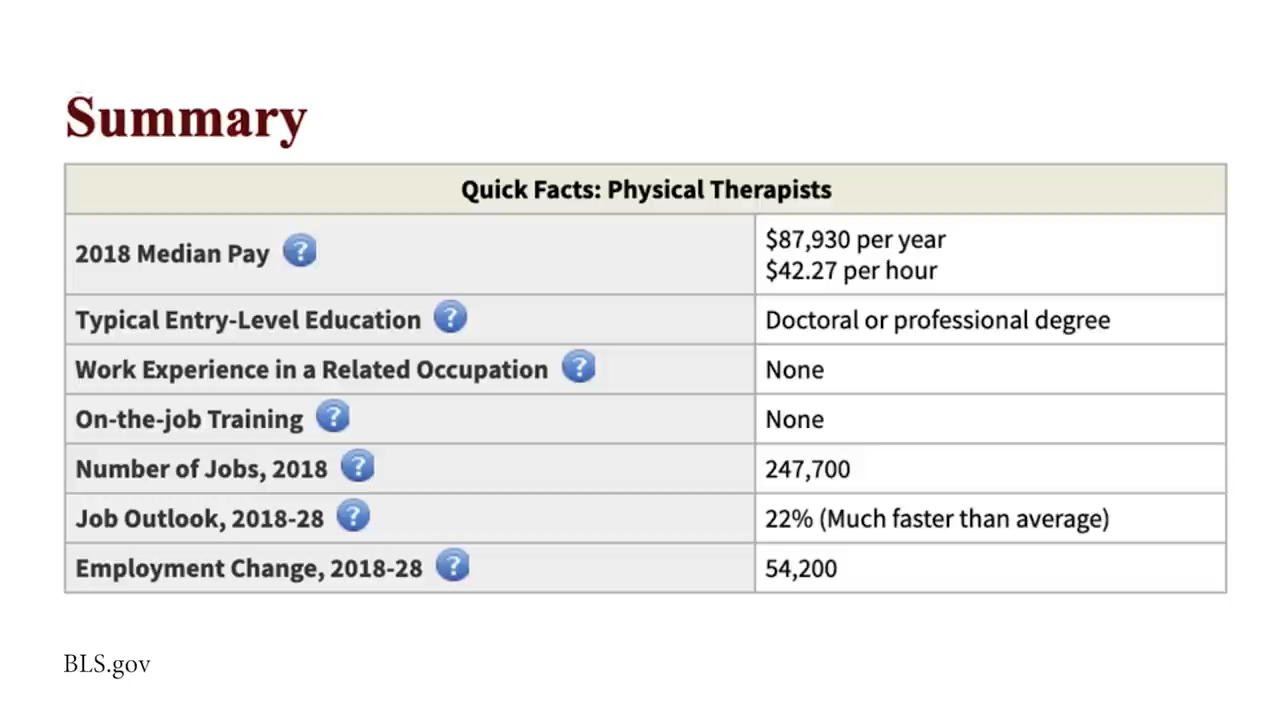 Summary
Quick Facts: Physical Therapists
2018 Median Pay ?
$87,930 per year
$42.27 per hour
Typical Entry-Level Education ?
Doctoral or professional degree
Work Experience in a Related Occupation ?
None
On-the-job Training ?
None
Number of Jobs, 2018 ?
247,700
Job Outlook, 2018-28 ?
22% (Much faster than average)
Employment Change, 2018-28 ?
54,200
BLS.gov